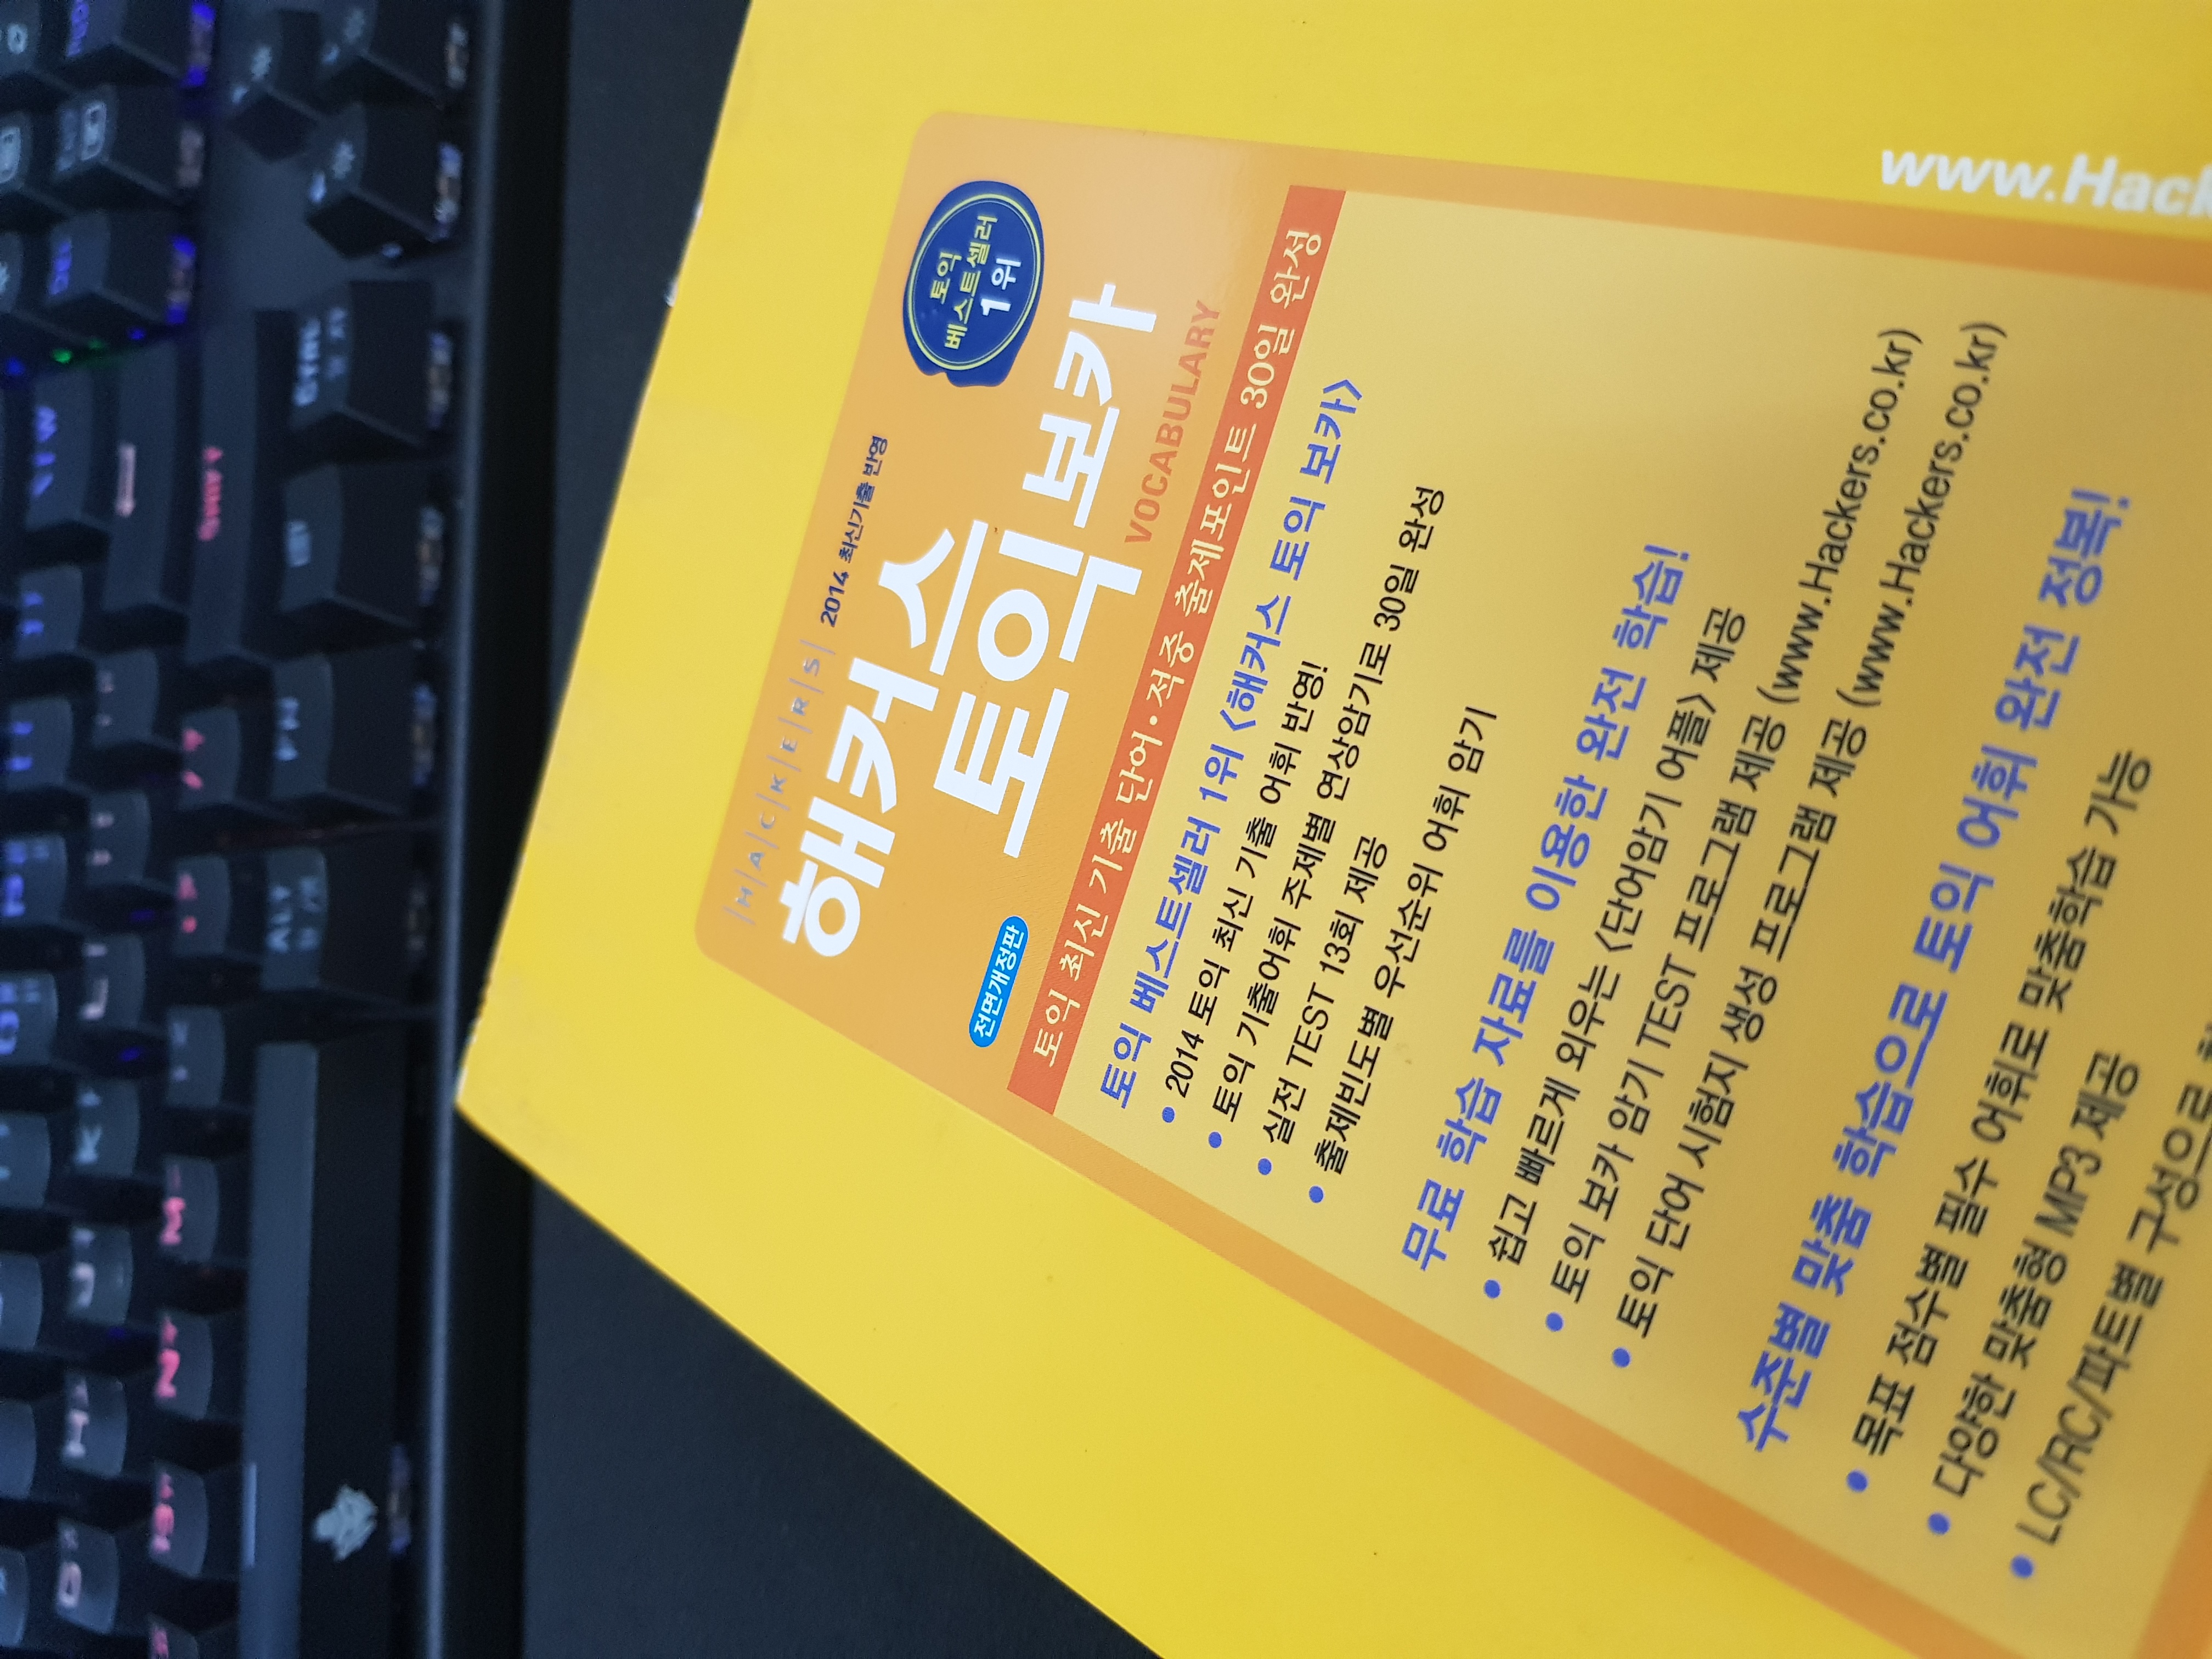 G
H
J
K
L
B
N
M
SHIFT
ALT
FN
CTRL
DEL
HACKERS
2014 최신기출 반영
해커스
토익 보카
VOCABULARY
전면개정판
토익
베스트셀러
1위
토익 최신 기출 단어·적중 출제포인트 30일 완성
토익 베스트셀러 1위 〈해커스 토익 보카〉
• 2014 토익 최신 기출 어휘 반영!
• 토익 기출어휘 주제별 연상암기로 30일 완성
• 실전 TEST 13회 제공
• 출제빈도별 우선순위 어휘 암기
무료 학습 자료를 이용한 완전 학습!
• 쉽고 빠르게 외우는 〈단어암기 어플〉 제공
• 토익 보카 암기 TEST 프로그램 제공 (www.Hackers.co.kr)
• 토익 단어 시험지 생성 프로그램 제공 (www.Hackers.co.kr)
수준별 맞춤 학습으로 토익 어휘 완전 정복!
• 목표 점수별 필수 어휘로 맞춤학습 가능
• 다양한 맞춤형 MP3 제공
• LC/RC/파트별 구성으로
www.Hack